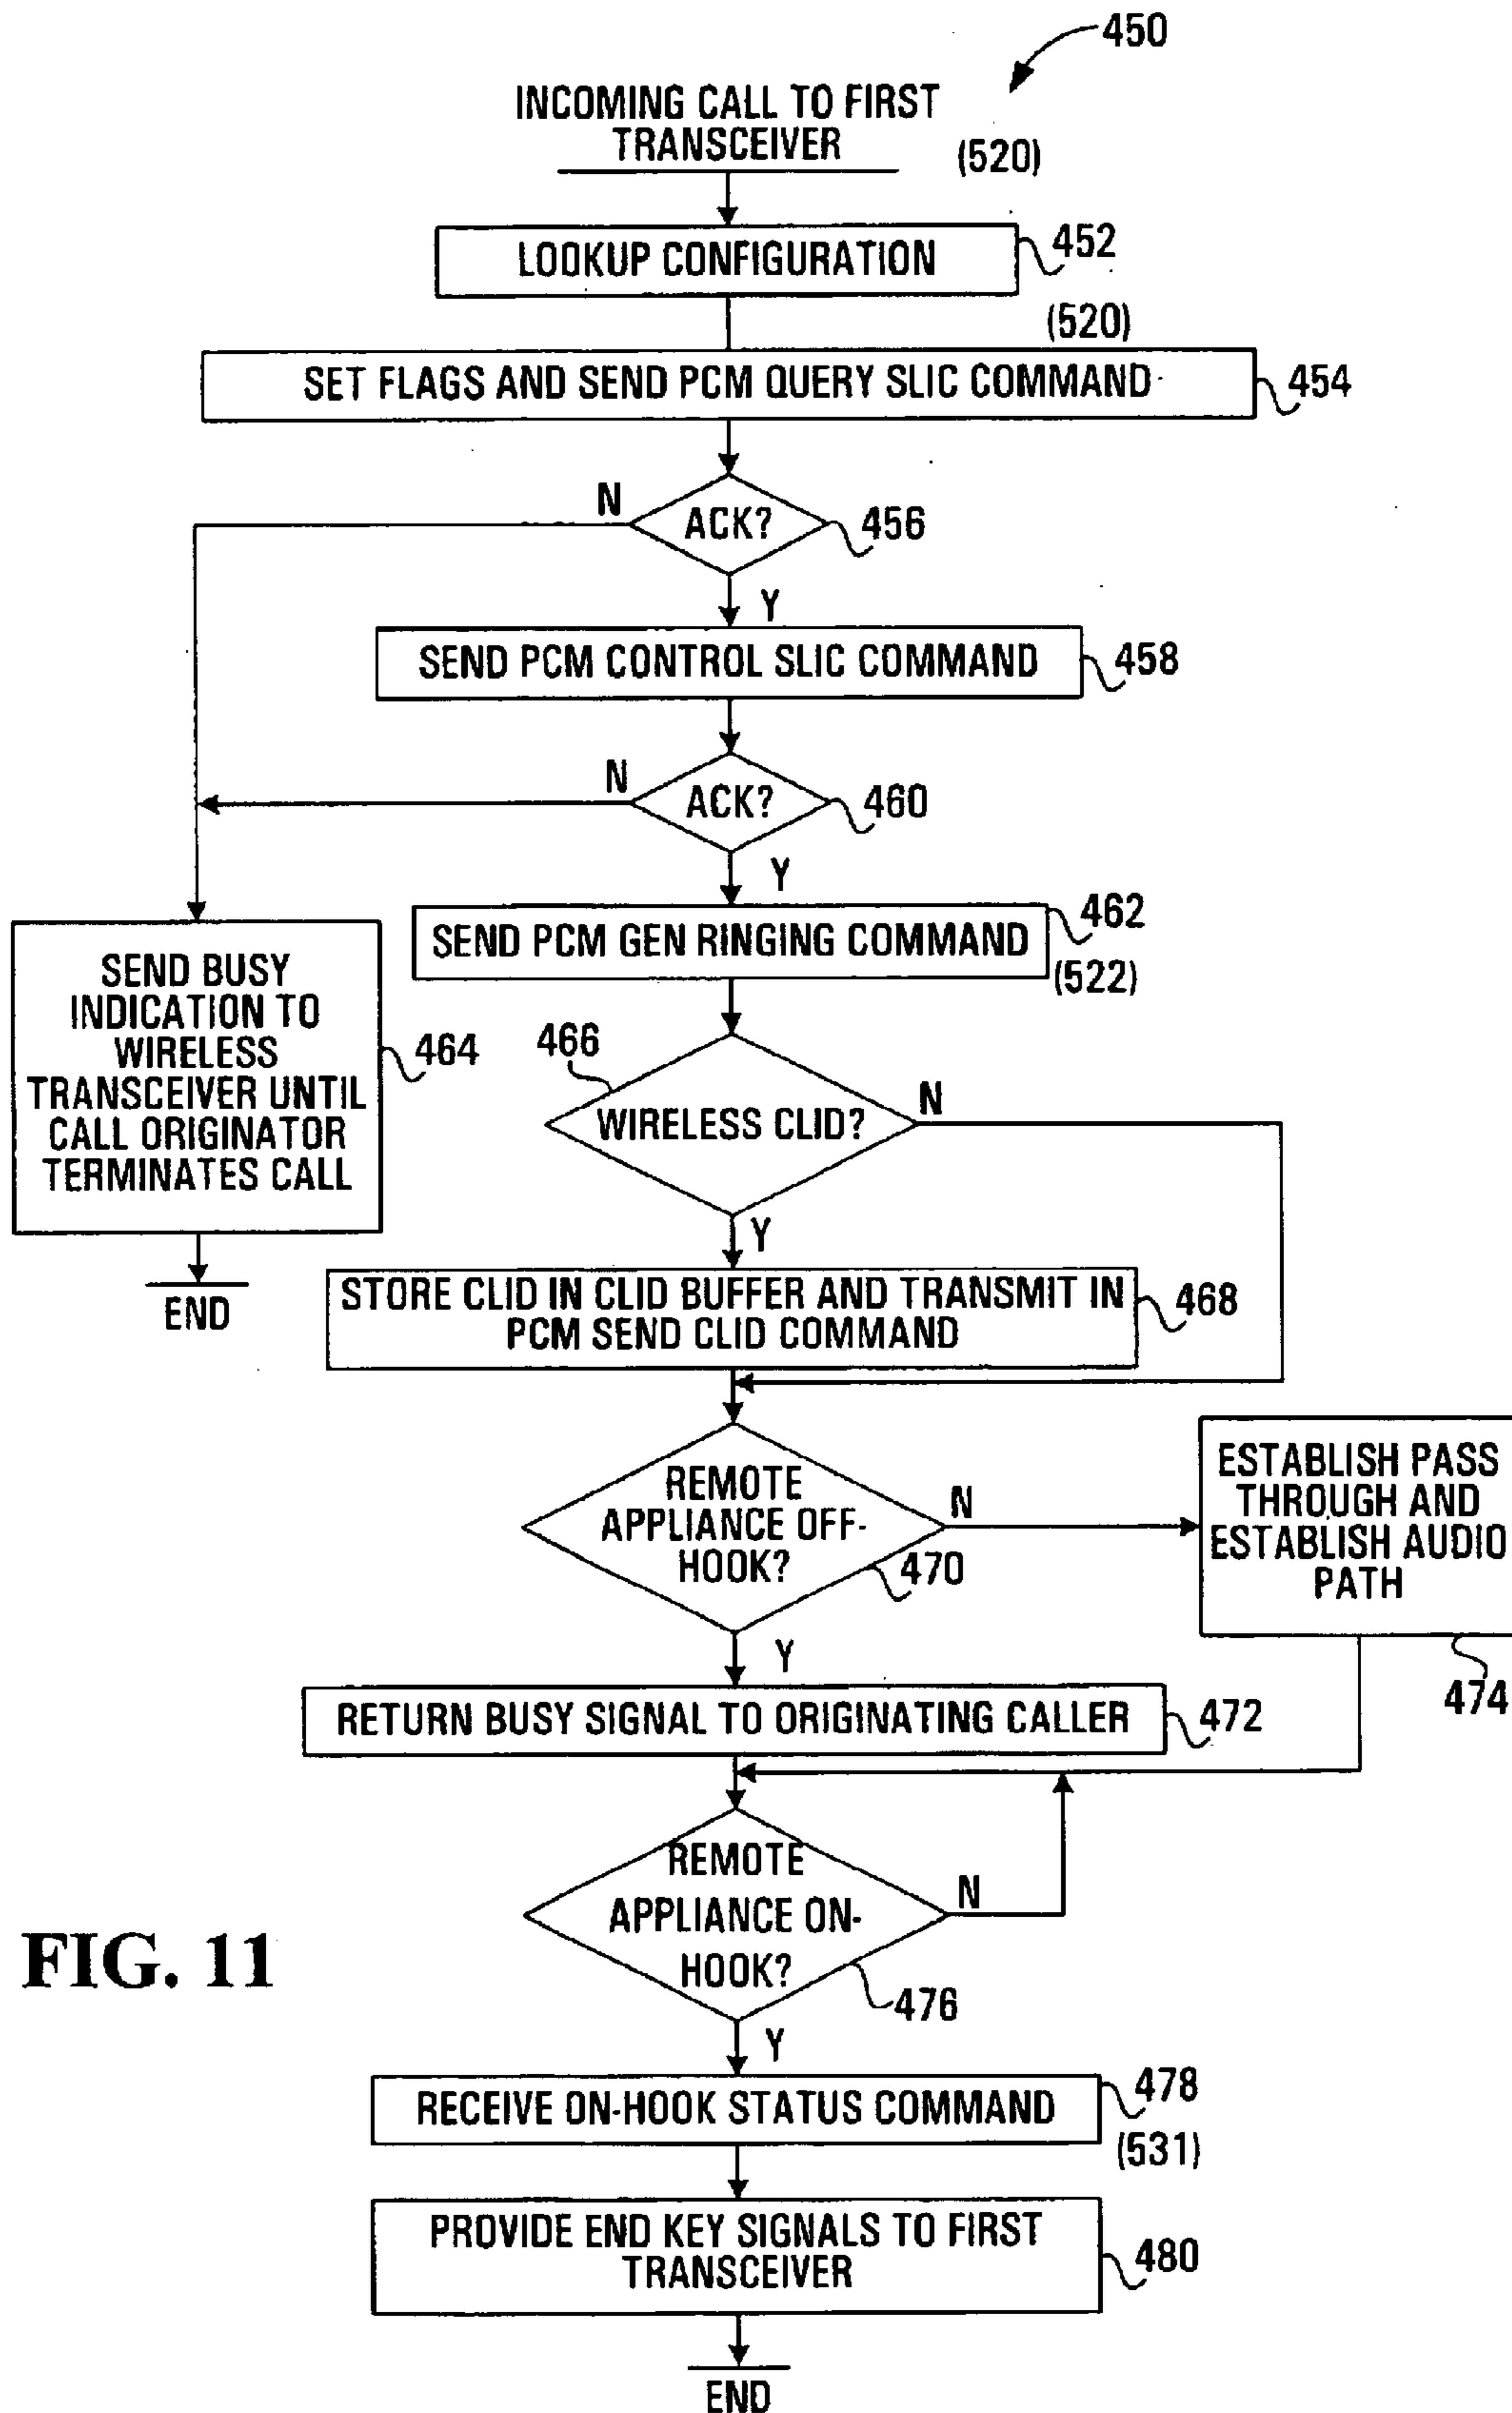 450
INCOMING CALL TO FIRST
TRANSCEIVER
(520)
LOOKUP CONFIGURATION
452
(520)
SET FLAGS AND SEND PCM QUERY SLIC COMMAND
454
N
ACK?
456
Y
SEND PCM CONTROL SLIC COMMAND
458
N
ACK?
460
Y
SEND PCM GEN RINGING COMMAND
462
(522)
SEND BUSY
INDICATION TO
WIRELESS
TRANSCEIVER UNTIL
CALL ORIGINATOR
TERMINATES CALL
464
END
466
WIRELESS CLID?
N
Y
STORE CLID IN CLID BUFFER AND TRANSMIT IN
PCM SEND CLID COMMAND
468
REMOTE
APPLIANCE OFF-
HOOK?
N
470
ESTABLISH PASS
THROUGH AND
ESTABLISH AUDIO
PATH
474
Y
RETURN BUSY SIGNAL TO ORIGINATING CALLER
472
REMOTE
APPLIANCE ON-
HOOK?
N
476
FIG. 11
Y
RECEIVE ON-HOOK STATUS COMMAND
478
(531)
PROVIDE END KEY SIGNALS TO FIRST
TRANSCEIVER
480
END